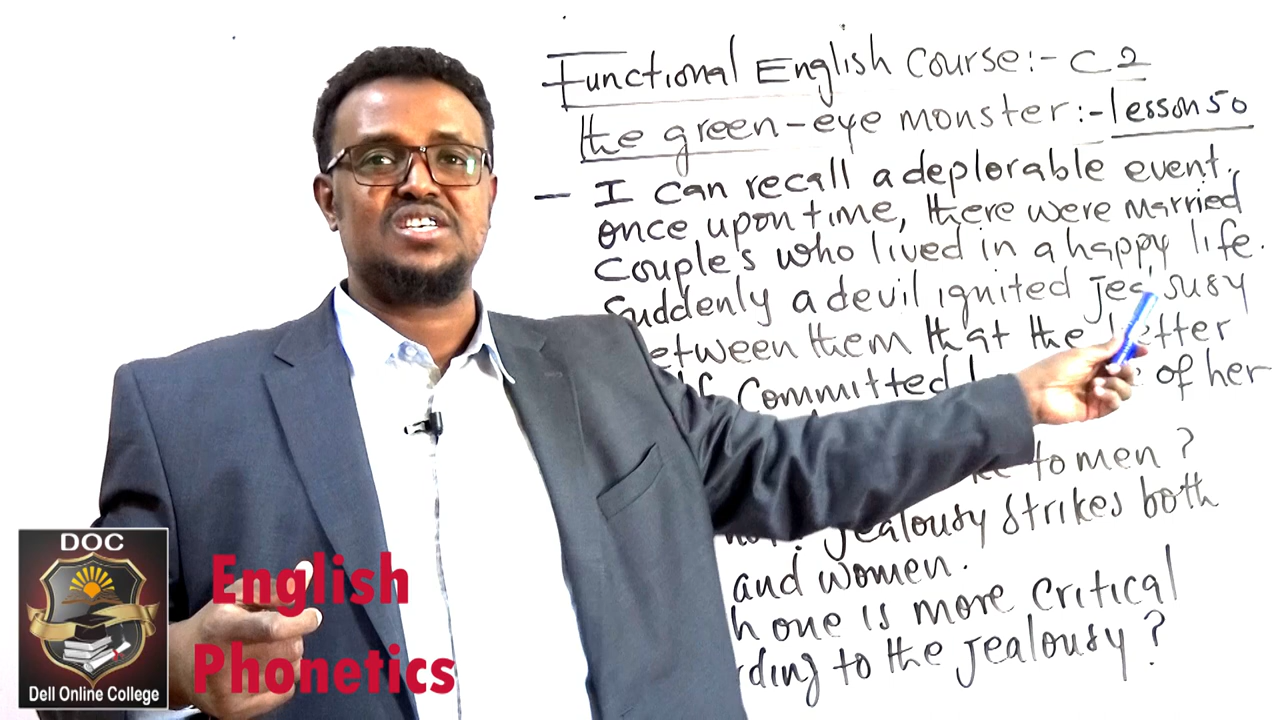 Functional English course:- C2
the green-eye monster:- lesson 50
- I can recall a deplorable event.
once upon time, there were married
couple's who lived in a happy life.
Suddenly a devil ignited
between them that the
committed of her
to men ?
Jealousy strikes both
and women.
one is more critical
to the jealousy ?
DOC
Dell Online College
English
Phonetics